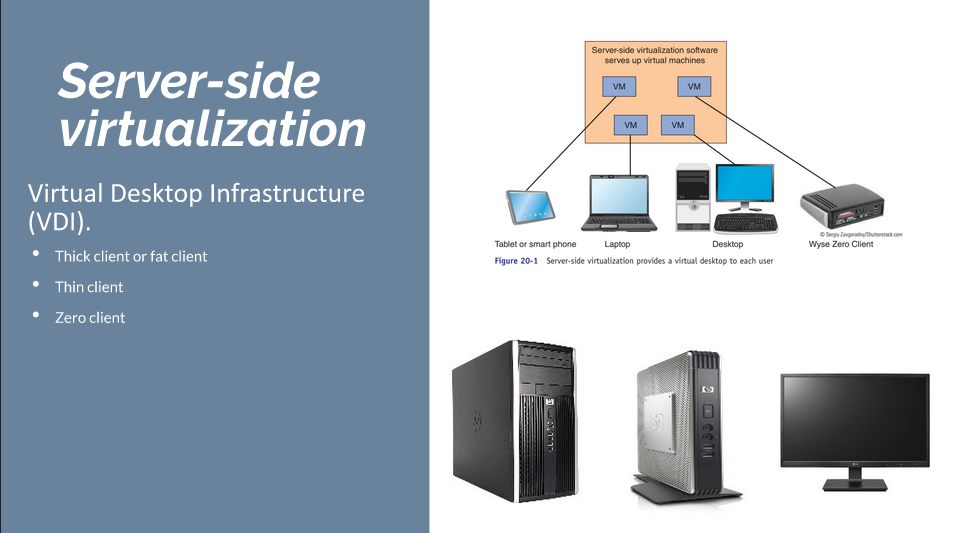 Server-side
virtualization
Virtual Desktop Infrastructure
(VDI).
• Thick client or fat client
• Thin client
• Zero client
Server-side virtualization software
serves up virtual machines
VM
VM
VM
VM
© Sergiy Zavgorodny/Shutterstock.com
Tablet or smart phone
Laptop
Desktop
Wyse Zero Client
Figure 20-1 Server-side virtualization provides a virtual desktop to each user